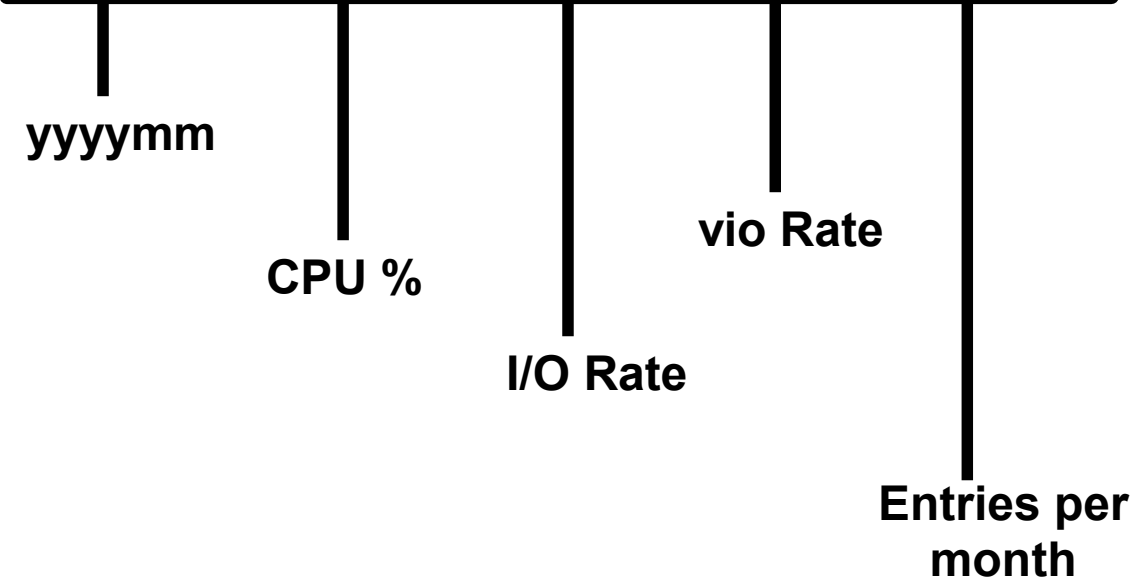 yyyymm
CPU %
I/O Rate
vio Rate
Entries per
month